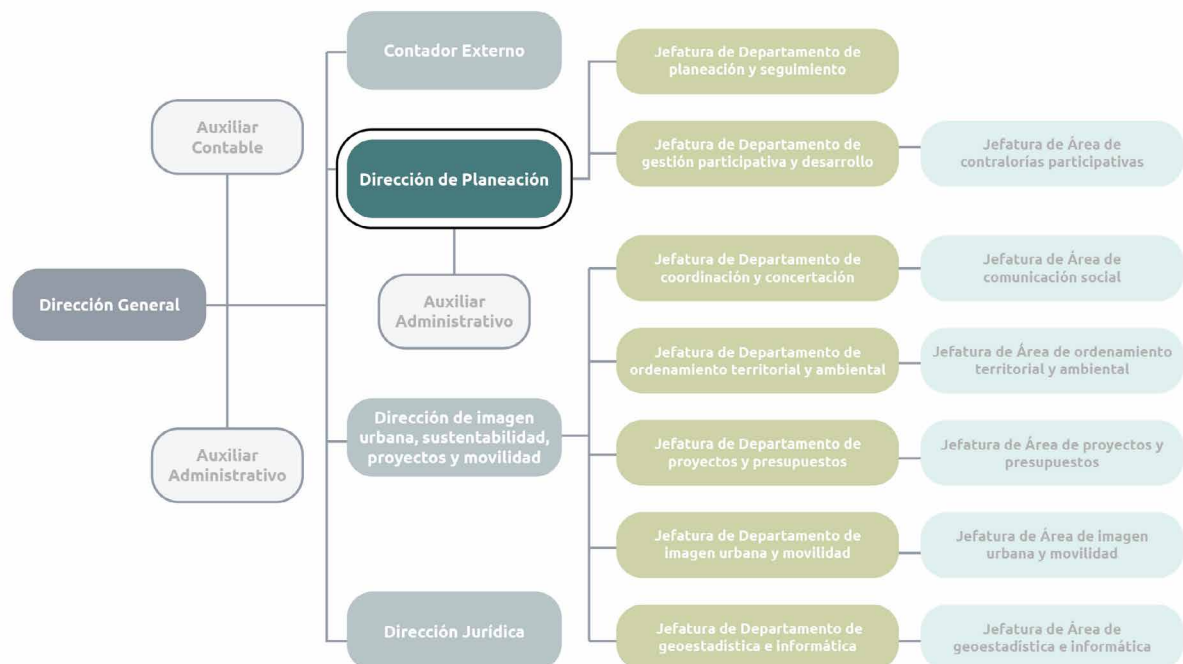 Contador Externo
Jefatura de Departamento de
planeación y seguimiento
Auxiliar
Contable
Jefatura de Departamento de
gestión participativa y desarrollo
Jefatura de Área de
contralorías participativas
Dirección de Planeación
Jefatura de Departamento de
coordinación y concertación
Jefatura de Área de
comunicación social
Dirección General
Auxiliar
Administrativo
Jefatura de Departamento de
ordenamiento territorial y ambiental
Jefatura de Área de ordenamiento
territorial y ambiental
Dirección de imagen
urbana, sustentabilidad,
proyectos y movilidad
Auxiliar
Administrativo
Jefatura de Departamento de
proyectos y presupuestos
Jefatura de Área de proyectos y
presupuestos
Jefatura de Departamento de
imagen urbana y movilidad
Jefatura de Área de imagen
urbana y movilidad
Dirección Jurídica
Jefatura de Departamento de
geoestadística e informática
Jefatura de Área de
geoestadística e informática